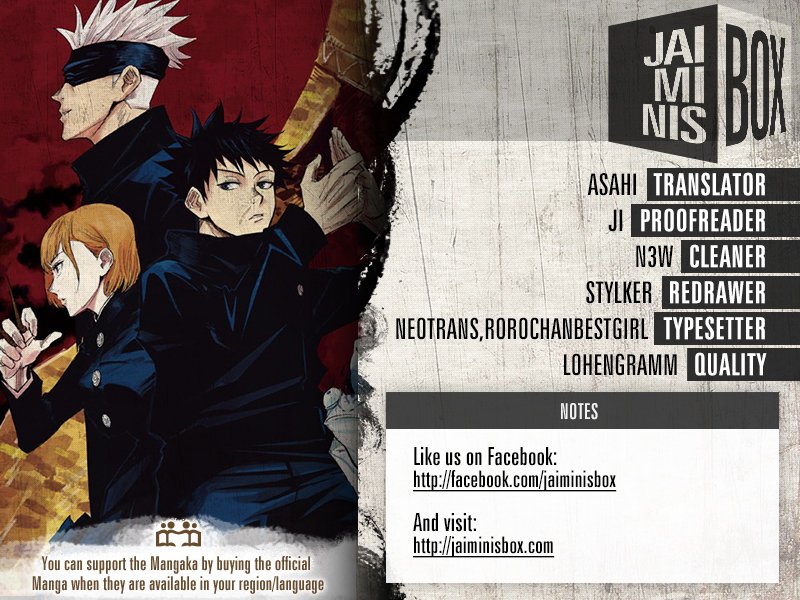 JAI
MI
NIS
BOX
ASAHI TRANSLATOR
JI PROOFREADER
N3W CLEANER
STYLKER REDRAWER
NEOTRANS,ROROCHANBESTGIRL TYPESETTER
LOHENGRAMM QUALITY
NOTES
Like us on Facebook:
http://facebook.com/jaiminisbox
And visit:
http://jaiminisbox.com
You can support the Mangaka by buying the official
Manga when they are available in your region/language